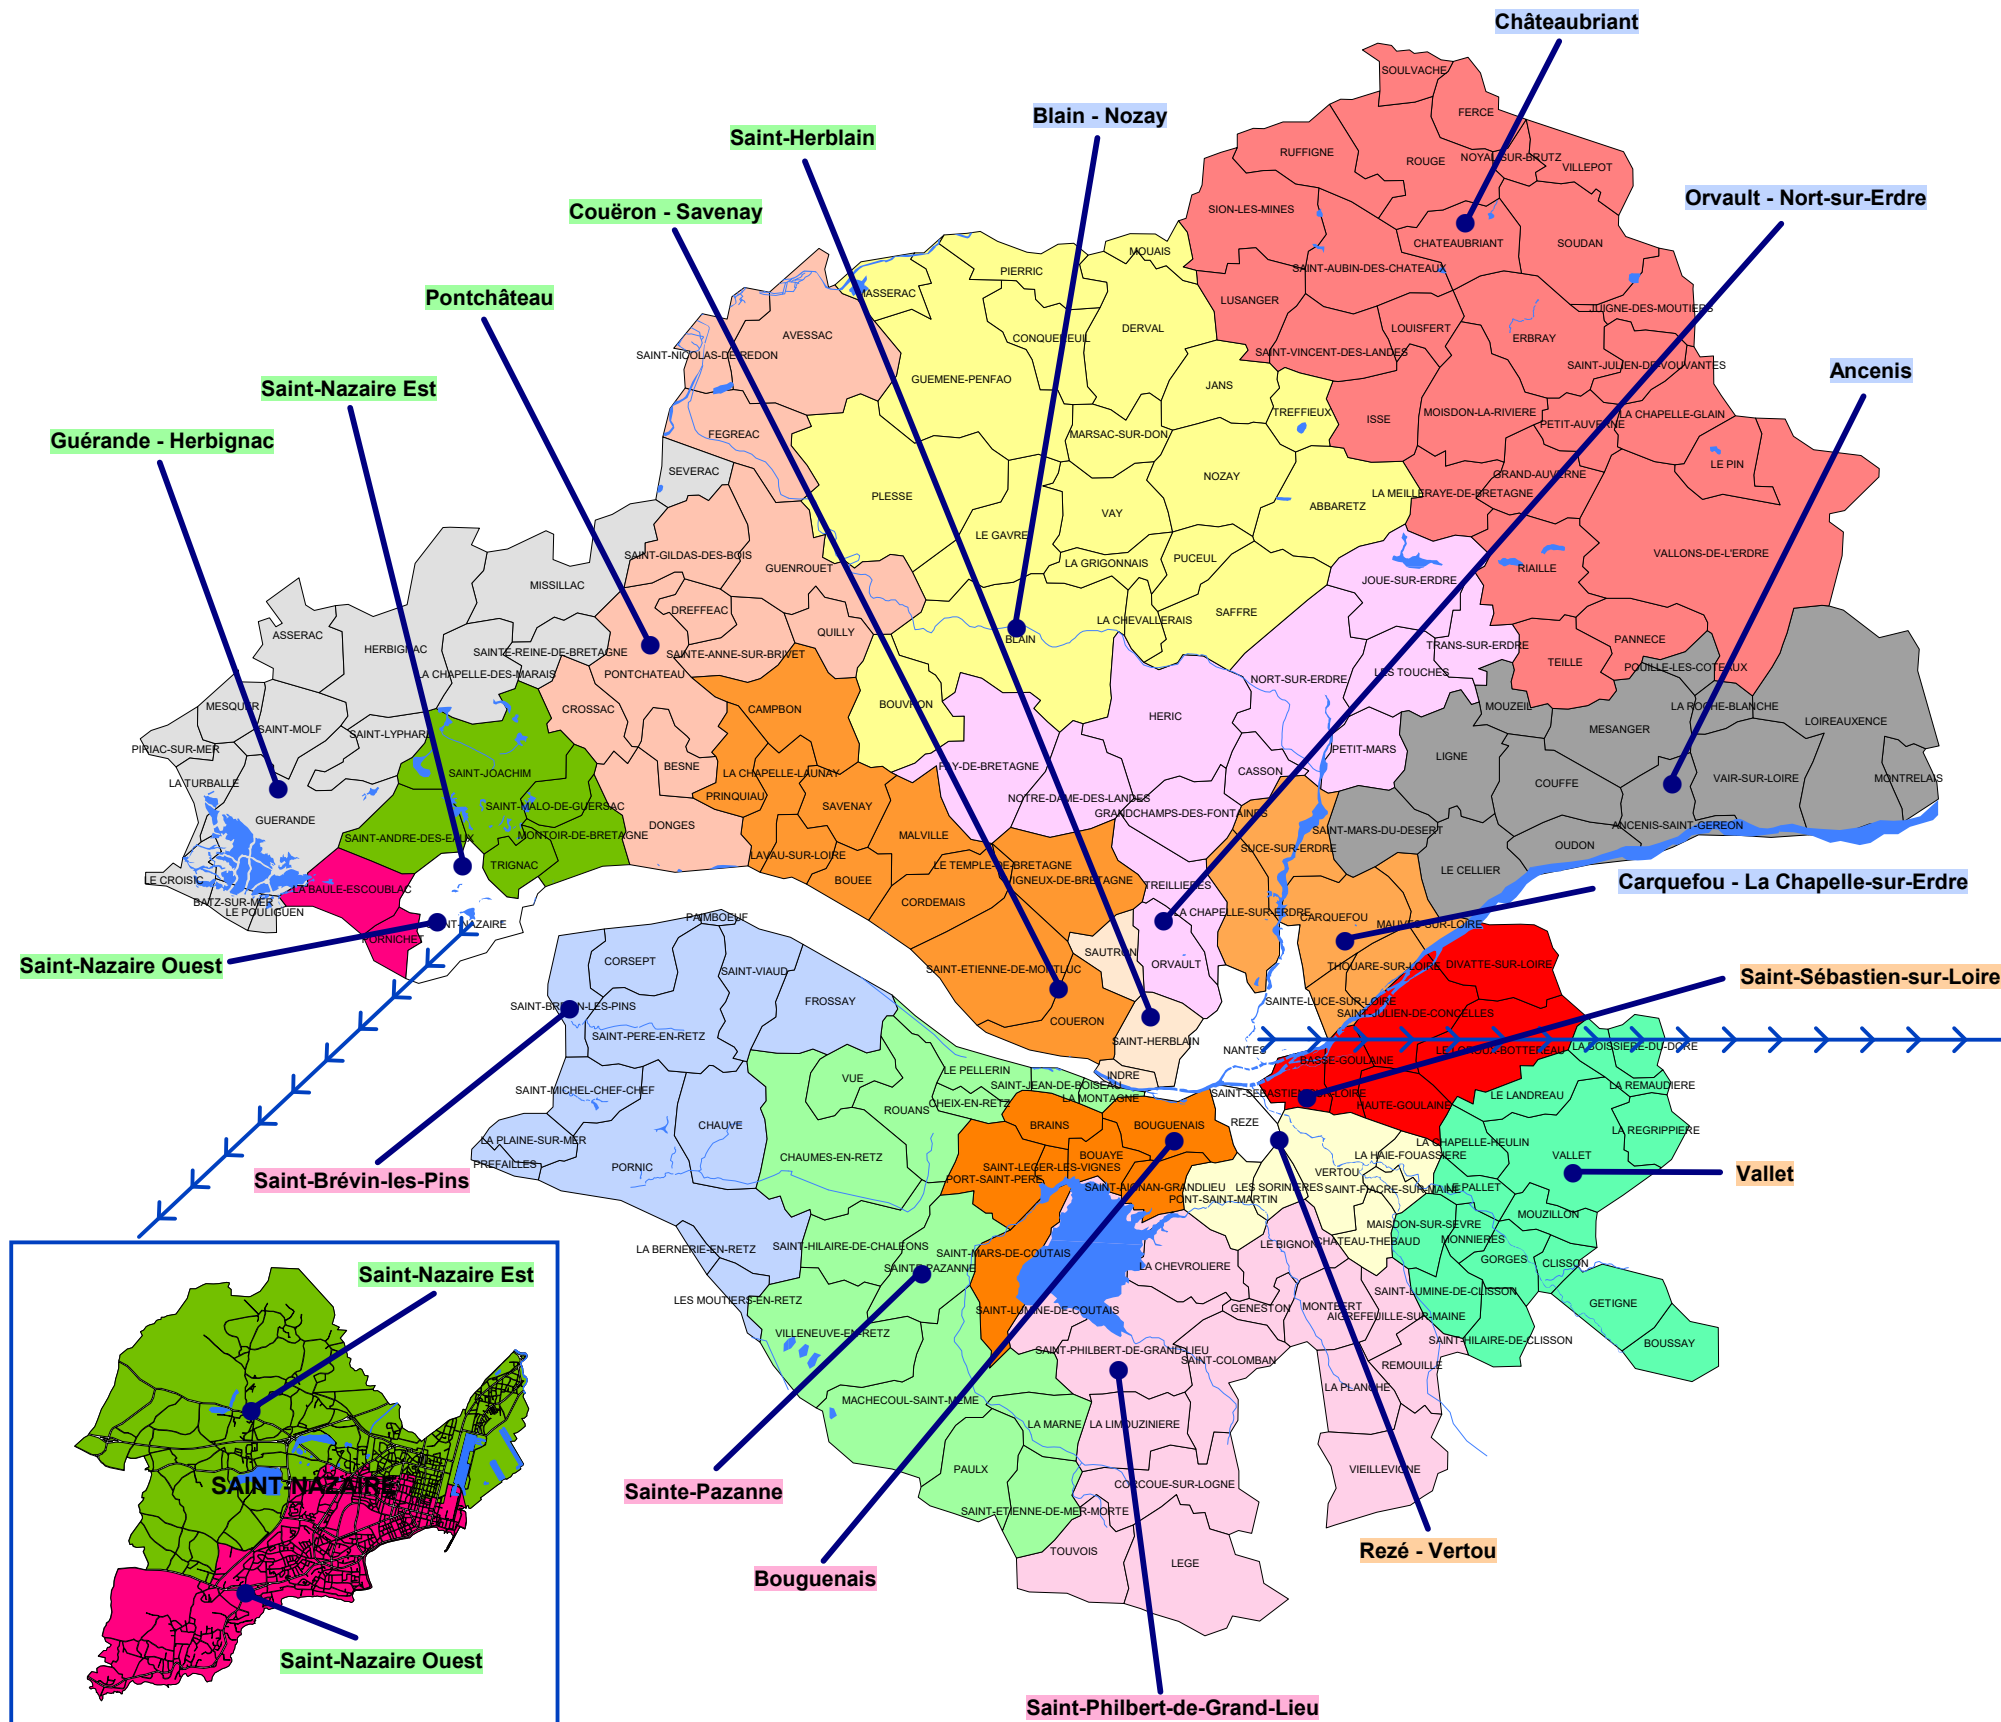 Châteaubriant
Blain - Nozay
Saint-Herblain
Couëron - Savenay
Orvault - Nort-sur-Erdre
Pontchâteau
Saint-Nazaire Est
Ancenis
Guérande - Herbignac
Carquefou - La Chapelle-sur-Erdre
Saint-Nazaire Ouest
Saint-Sébastien-sur-Loire
Saint-Brévin-les-Pins
Vallet
Sainte-Pazanne
Bouguenais
Rezé - Vertou
Saint-Philbert-de-Grand-Lieu
SOULVACHE
FERCE
RUFFIGNE
ROUGE
NOYAL-SUR-BRUTZ
VILLEPOT
SION-LES-MINES
CHATEAUBRIANT
SOUDAN
MOUAIS
PIERRIC
SAINT-AUBIN-DES-CHATEAUX
MASSERAC
LUSANGER
JUIGNE-DES-MOUTIERS
AVESSAC
CONQUEREUIL
DERVAL
LOUISFERT
ERBRAY
SAINT-NICOLAS-DE-REDON
SAINT-VINCENT-DES-LANDES
SAINT-JULIEN-DE-VOUVANTES
GUEMENE-PENFAO
JANS
TREFFIEUX
ISSE
MOISDON-LA-RIVIERE
LA CHAPELLE-GLAIN
PETIT-AUVERNE
FEGREAC
MARSAC-SUR-DON
SEVERAC
LE PIN
NOZAY
GRAND-AUVERNE
PLESSE
LA MEILLERAYE-DE-BRETAGNE
ABBARETZ
VAY
LE GAVRE
SAINT-GILDAS-DES-BOIS
GUENROUET
LA GRIGONNAIS
PUCEUL
VALLONS-DE-L'ERDRE
RIAILLE
JOUE-SUR-ERDRE
MISSILLAC
DREFFEAC
SAFFRE
LA CHEVALLERAIS
ASSERAC
QUILLY
BLAIN
PANNECE
TRANS-SUR-ERDRE
HERBIGNAC
SAINTE-REINE-DE-BRETAGNE
SAINTE-ANNE-SUR-BRIVET
TEILLE
POUILLE-LES-COTEAUX
LA CHAPELLE-DES-MARAIS
PONTCHATEAU
NORT-SUR-ERDRE
LES TOUCHES
MESQUER
CROSSAC
CAMPBON
BOUVRON
HERIC
MOUZEIL
LA ROCHE-BLANCHE
SAINT-MOLF
SAINT-LYPHARD
MESANGER
LOIREAUXENCE
PIRIAC-SUR-MER
PETIT-MARS
LIGNE
BESNE
LA CHAPELLE-LAUNAY
FAY-DE-BRETAGNE
CASSON
SAINT-JOACHIM
LA TURBALLE
COUFFE
VAIR-SUR-LOIRE
MONTRELAIS
PRINQUIAU
NOTRE-DAME-DES-LANDES
SAINT-MALO-DE-GUERSAC
SAVENAY
GRANDCHAMPS-DES-FONTAINES
GUERANDE
DONGES
ANCENIS-SAINT-GEREON
SAINT-ANDRE-DES-EAUX
MONTOIR-DE-BRETAGNE
MALVILLE
SAINT-MARS-DU-DESERT
OUDON
SUCE-SUR-ERDRE
LAVAU-SUR-LOIRE
TRIGNAC
LE TEMPLE-DE-BRETAGNE
LE CELLIER
LE CROISIC
BOUEE
VIGNEUX-DE-BRETAGNE
LA BAULE-ESCOUBLAC
TREILLIERES
BATZ-SUR-MER
CORDEMAIS
LE POULIGUEN
LA CHAPELLE-SUR-ERDRE
CARQUEFOU
PAIMBOEUF
SAINT-NAZAIRE
MAUVES-SUR-LOIRE
PORNICHET
SAUTRON
CORSEPT
SAINT-VIAUD
SAINT-ETIENNE-DE-MONTLUC
ORVAULT
THOUARE-SUR-LOIRE
DIVATTE-SUR-LOIRE
SAINT-BREVIN-LES-PINS
FROSSAY
SAINTE-LUCE-SUR-LOIRE
SAINT-JULIEN-DE-CONCELLES
COUERON
SAINT-PERE-EN-RETZ
SAINT-HERBLAIN
NANTES
LE LOROUX-BOTTEREAU
LA BOISSIERE-DU-DORE
BASSE-GOULAINE
LE PELLERIN
VUE
INDRE
SAINT-JEAN-DE-BOISEAU
LA REMAUDIERE
SAINT-MICHEL-CHEF-CHEF
LE LANDREAU
SAINT-SEBASTIEN-SUR-LOIRE
LA MONTAGNE
CHEIX-EN-RETZ
HAUTE-GOULAINE
ROUANS
REZE
CHAUVE
BRAINS
BOUGUENAIS
LA REGRIPPIERE
LA PLAINE-SUR-MER
LA CHAPELLE-HEULIN
CHAUMES-EN-RETZ
BOUAYE
LA HAIE-FOUASSIERE
VALLET
PREFAILLES
PORNIC
SAINT-LEGER-LES-VIGNES
VERTOU
PORT-SAINT-PERE
SAINT-AIGNAN-GRANDLIEU
LES SORINIERES
SAINT-FIACRE-SUR-MAINE
LE PALLET
PONT-SAINT-MARTIN
MOUZILLON
MAISDON-SUR-SEVRE
LE BIGNON
CHATEAU-THEBAUD
MONNIERES
LA BERNERIE-EN-RETZ
SAINT-HILAIRE-DE-CHALEONS
SAINT-MARS-DE-COUTAIS
GORGES
CLISSON
SAINTE-PAZANNE
LA CHEVROLIERE
LES MOUTIERS-EN-RETZ
SAINT-LUMINE-DE-CLISSON
GETIGNE
SAINT-LUMINE-DE-COUTAIS
GENESTON
MONTBERT
AIGREFEUILLE-SUR-MAINE
VILLENEUVE-EN-RETZ
SAINT-HILAIRE-DE-CLISSON
BOUSSAY
SAINT-PHILBERT-DE-GRAND-LIEU
SAINT-COLOMBAN
REMOUILLE
LA PLANCHE
MACHECOUL-SAINT-MEME
LA MARNE
LA LIMOUZINIERE
PAULX
VIEILLEVIGNE
CORCOUE-SUR-LOGNE
SAINT-ETIENNE-DE-MER-MORTE
TOUVOIS
LEGE
Saint-Nazaire Est
SAINT-NAZAIRE
Saint-Nazaire Ouest